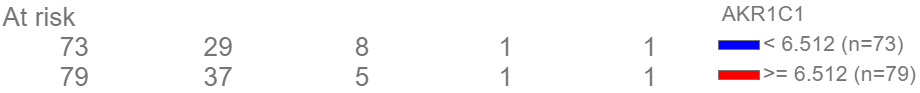 At risk
73 29 8 1 1
79 37 5 1 1
AKR1C1
< 6.512 (n=73)
>= 6.512 (n=79)